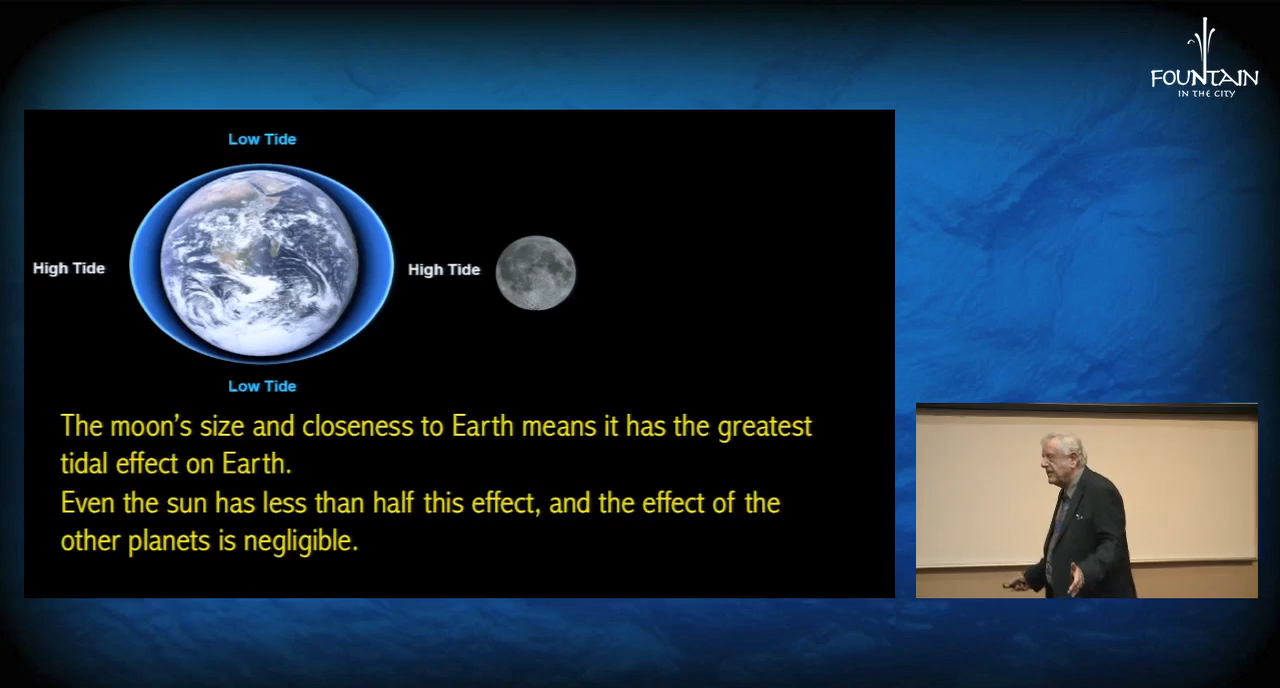 FOUNTAIN
IN THE CITY
Low Tide
High Tide
High Tide
Low Tide
The moon's size and closeness to Earth means it has the greatest
tidal effect on Earth.
Even the sun has less than half this effect, and the effect of the
other planets is negligible.